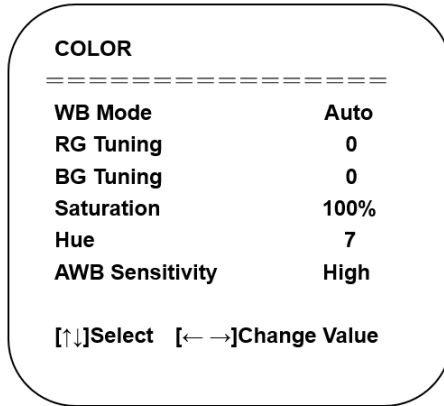 COLOR
=================
WB Mode Auto
RG Tuning 0
BG Tuning 0
Saturation 100%
Hue 7
AWB Sensitivity High
[↑↓]Select [← →]Change Value